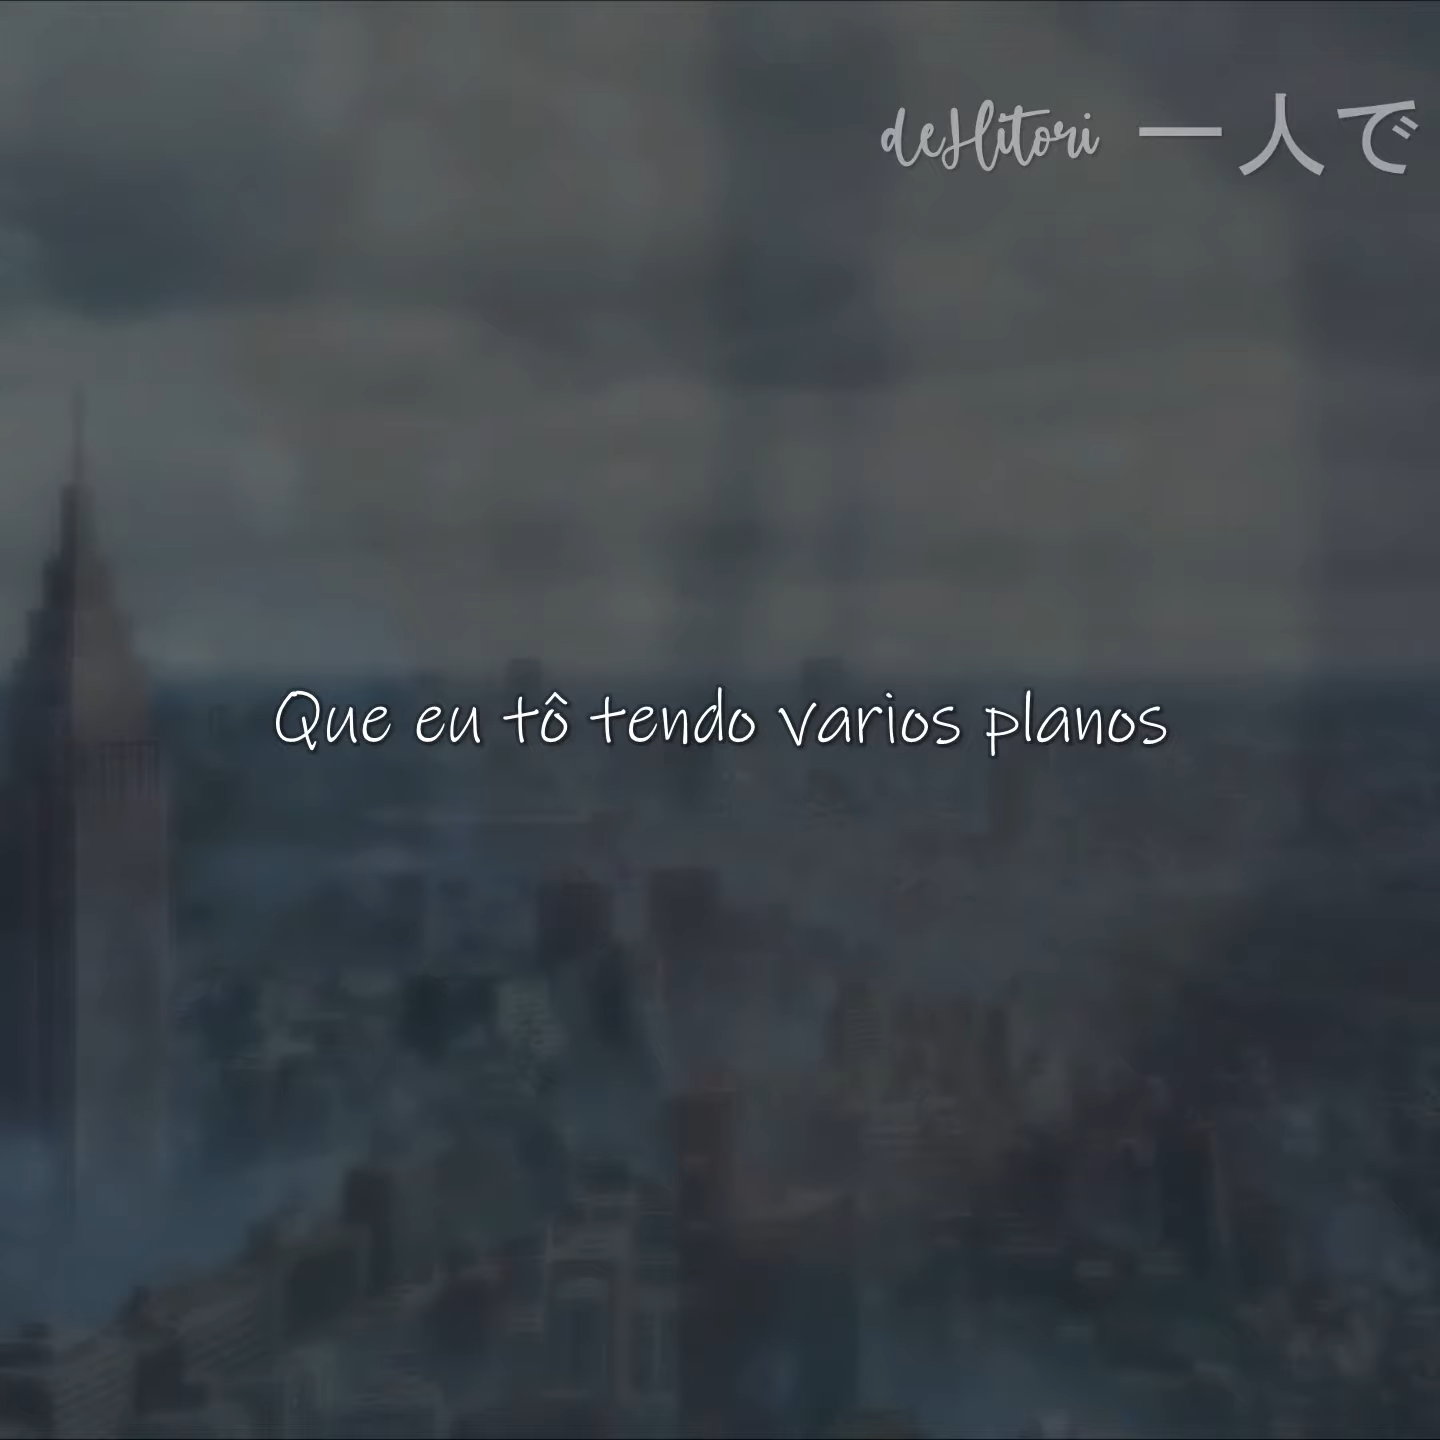 deHitori 一人で
Que eu tô tendo varios planos